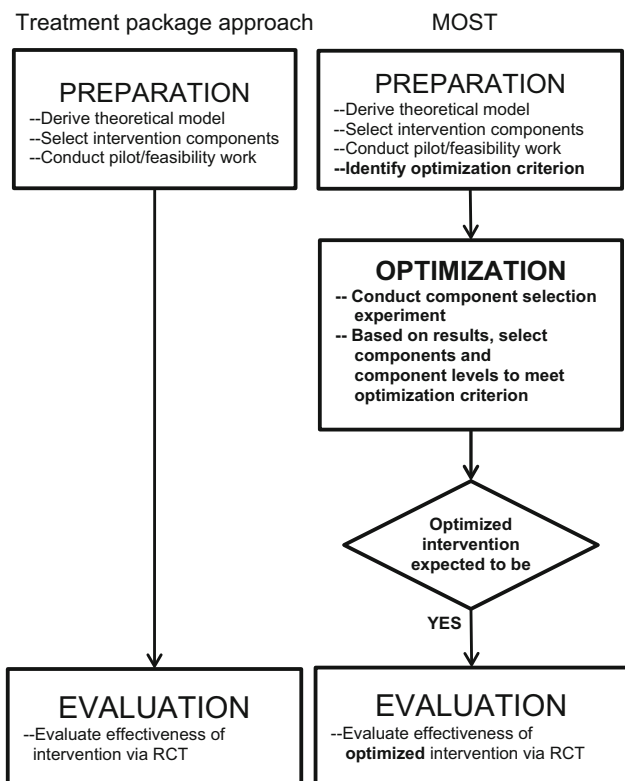 Treatment package approach
PREPARATION
--Derive theoretical model
--Select intervention components
--Conduct pilot/feasibility work
EVALUATION
--Evaluate effectiveness of
intervention via RCT
MOST
PREPARATION
--Derive theoretical model
--Select intervention components
--Conduct pilot/feasibility work
--Identify optimization criterion
OPTIMIZATION
-- Conduct component selection
experiment
-- Based on results, select
components and
component levels to meet
optimization criterion
Optimized
intervention
expected to be
YES
EVALUATION
--Evaluate effectiveness of
optimized intervention via RCT